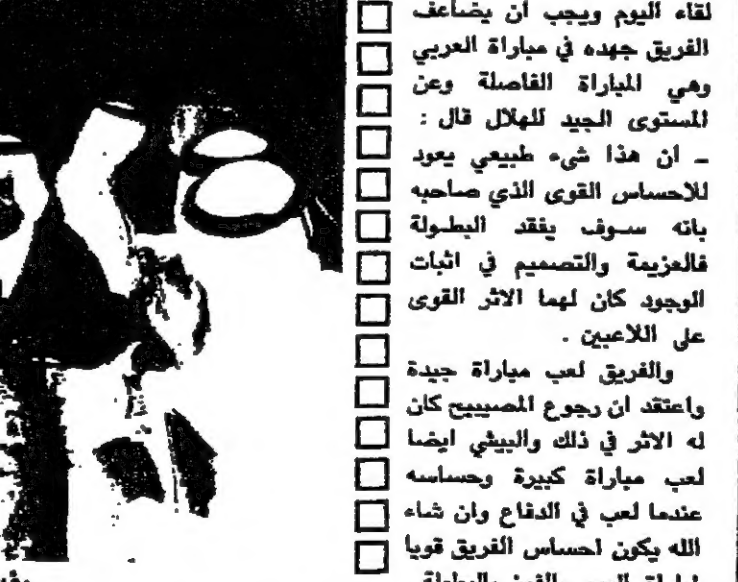 لقاء اليوم ويجب ان يضاعف
الفريق جهده في مباراة العربي
وهي المباراة الفاصلة وعن
المستوى الجيد للهلال قال :
ـ ان هذا شيء طبيعي يعود
للاحساس القوى الذي صاحبه
بانه سوف يفقد البطولة
فالعزيمة والتصميم في اثبات
الوجود كان لهما الاثر القوى
على اللاعبين .
والفريق لعب مباراة جيدة
واعتقد ان رجوع المصيبيح كان
له الاثر في ذلك والبيشي ايضا
لعب مباراة كبيرة وحساسه
عندما لعب في الدفاع وان شاء
الله يكون احساس الفريق قويا